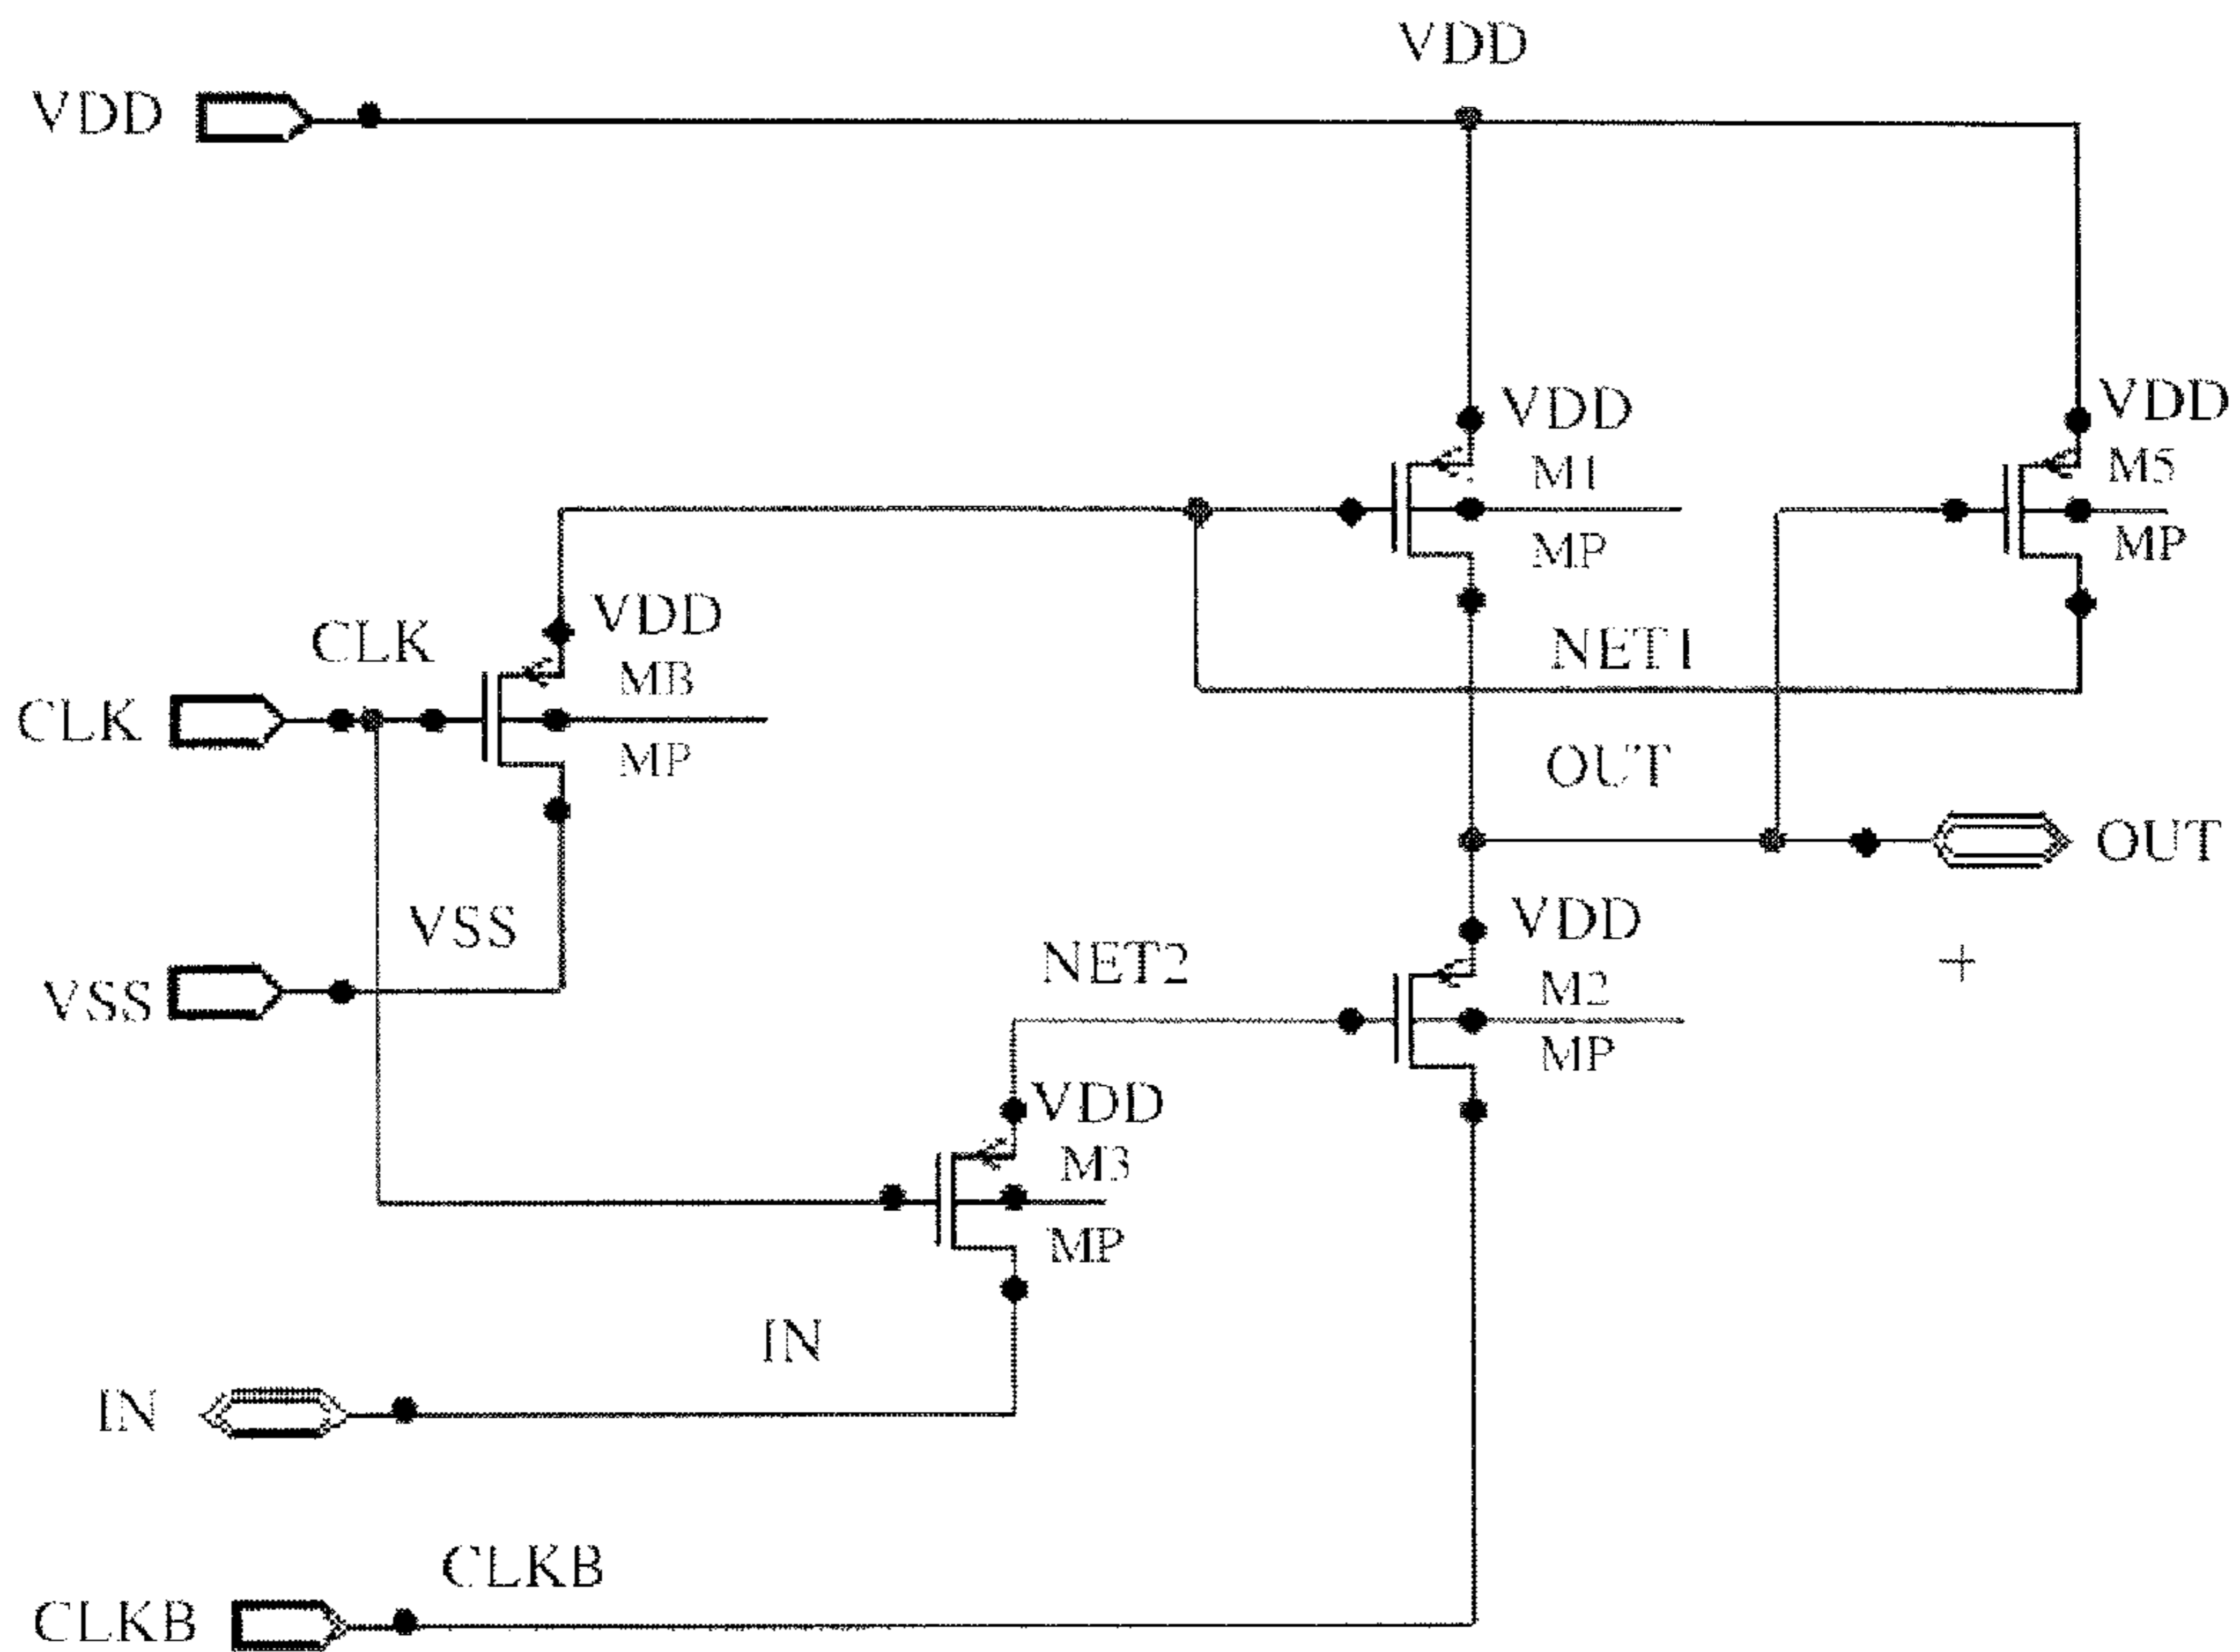 VDD
VDD
VDD
VDD
M1
M5
MP
MP
VDD
CLK
NET1
MB
CLK
MP
OUT
OUT
VSS
VDD
NET2
VSS
M2
MP
VDD
M3
MP
IN
IN
CLKB
CLKB